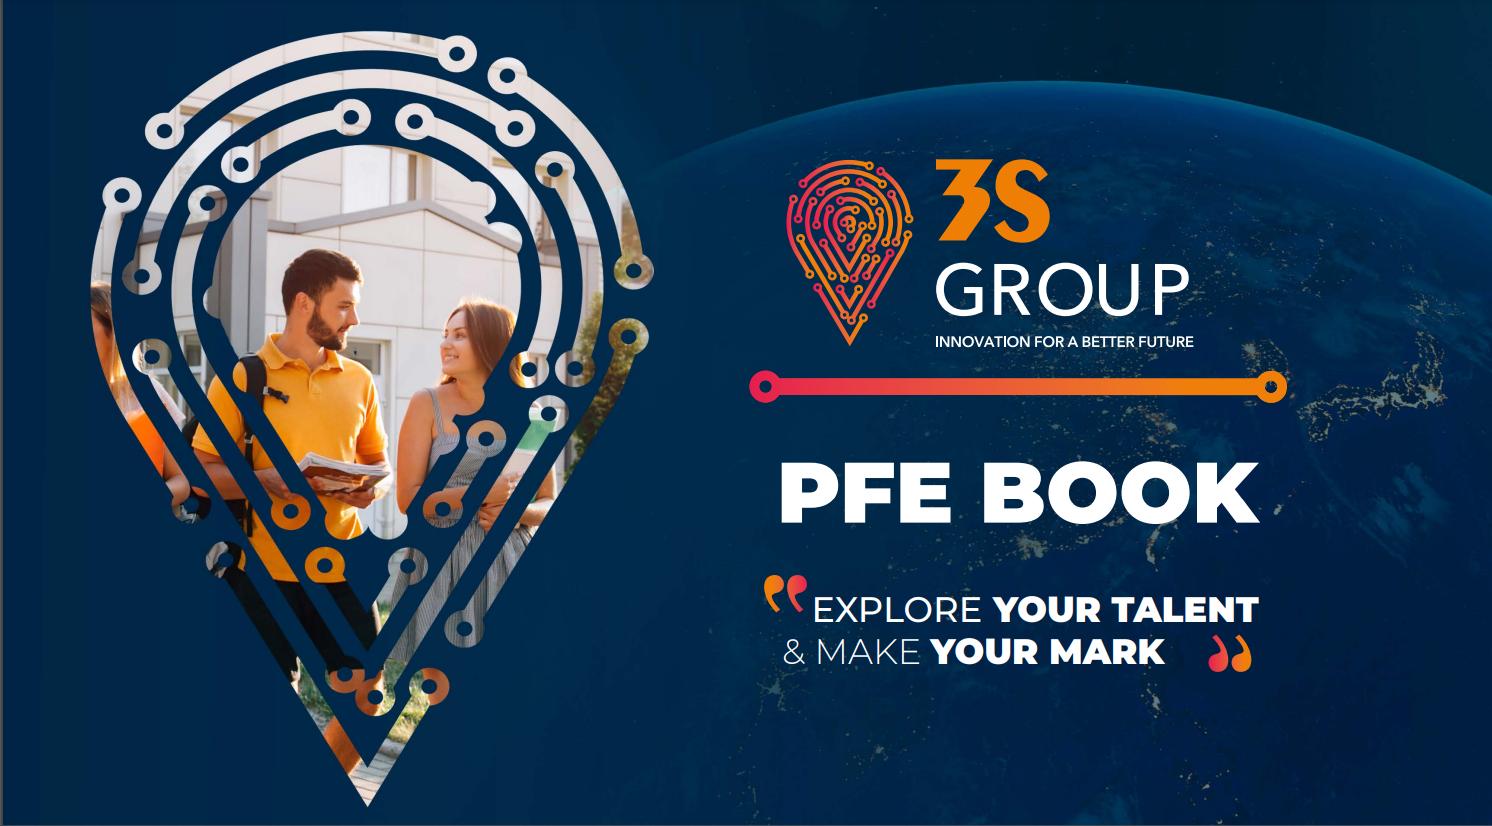 3S
GROUP
INNOVATION FOR A BETTER FUTURE
PFE BOOK
“EXPLORE YOUR TALENT
& MAKE YOUR MARK”